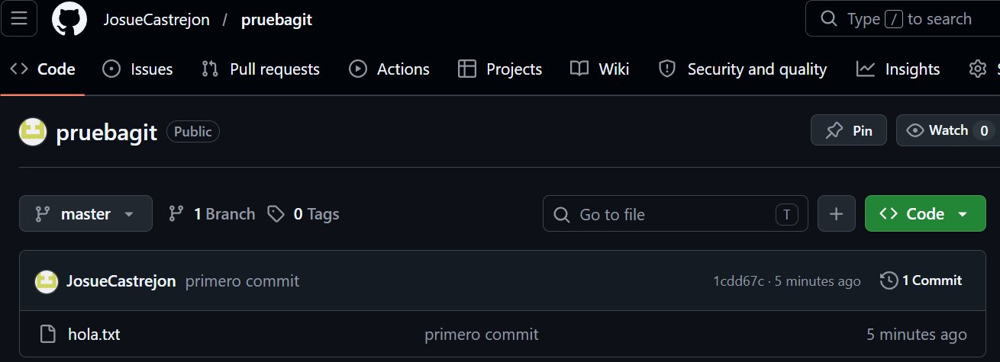 JosueCastrejon / pruebagit Type / to search
Code Issues Pull requests Actions Projects Wiki Security and quality Insights
pruebagit Public Pin Watch 0
master 1 Branch 0 Tags Go to file T + Code
JosueCastrejon primero commit 1cdd67c · 5 minutes ago 1 Commit
hola.txt primero commit 5 minutes ago